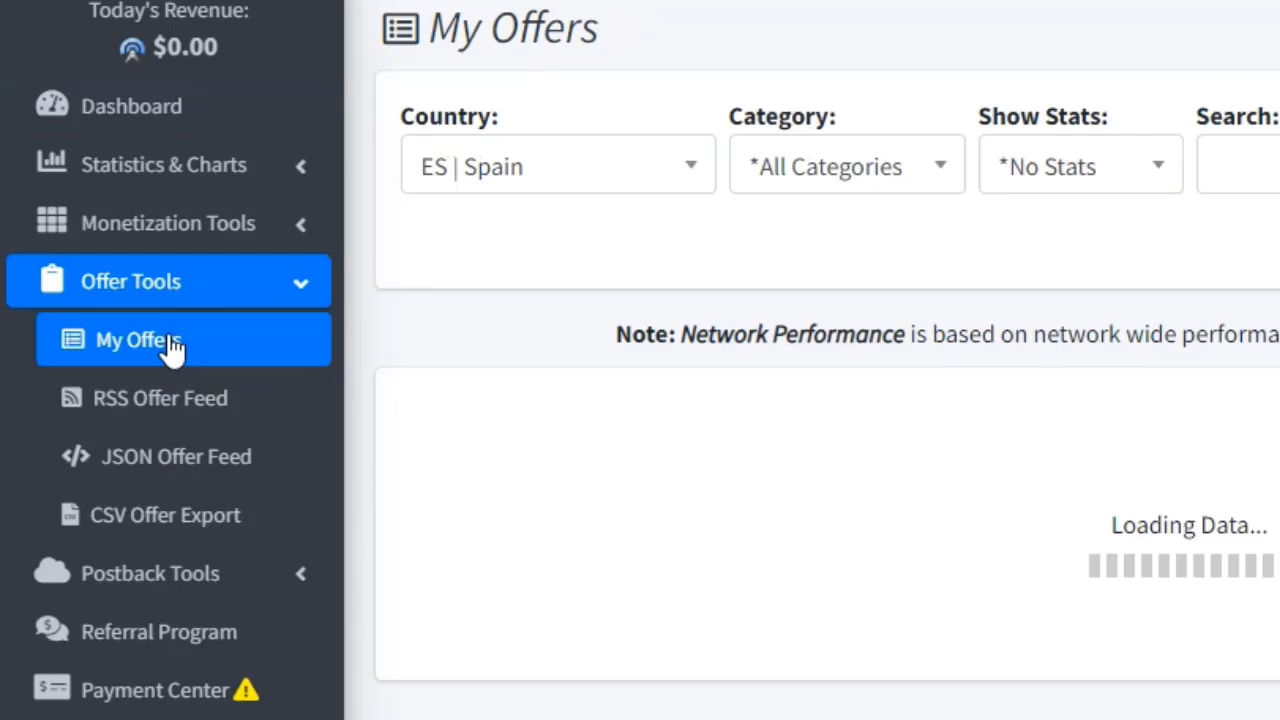 Today's Revenue:
$0.00
Dashboard
Statistics & Charts
Monetization Tools
Offer Tools
My Offers
RSS Offer Feed
JSON Offer Feed
CSV Offer Export
Postback Tools
Referral Program
Payment Center
My Offers
Country: Category: Show Stats: Search:
ES | Spain *All Categories *No Stats
Note: Network Performance is based on network wide performa
Loading Data...